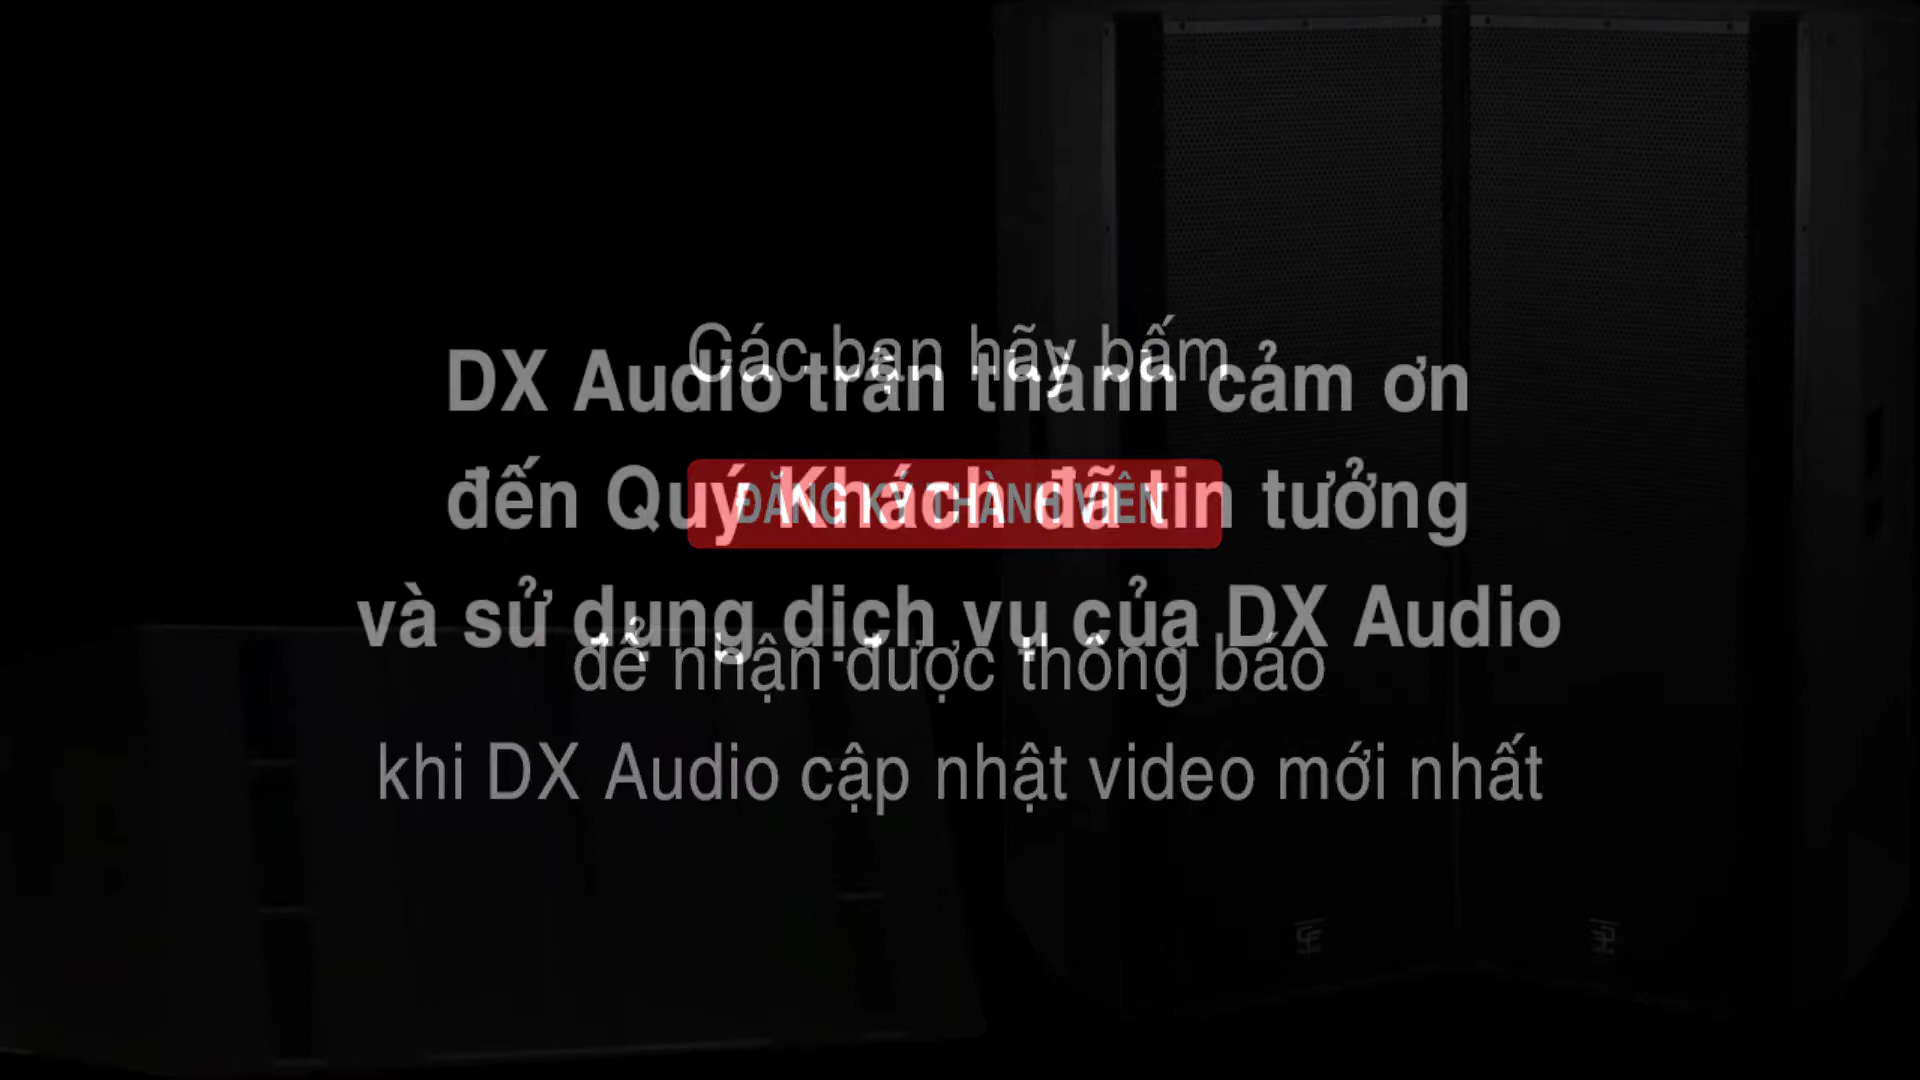 Các bạn hãy bấm
DX Audio trân thành cảm ơn
đến Quý Khách đã tin tưởng
ĐĂNG KÝ THÀNH VIÊN
và sử dụng dịch vụ của DX Audio
để nhận được thông báo
khi DX Audio cập nhật video mới nhất